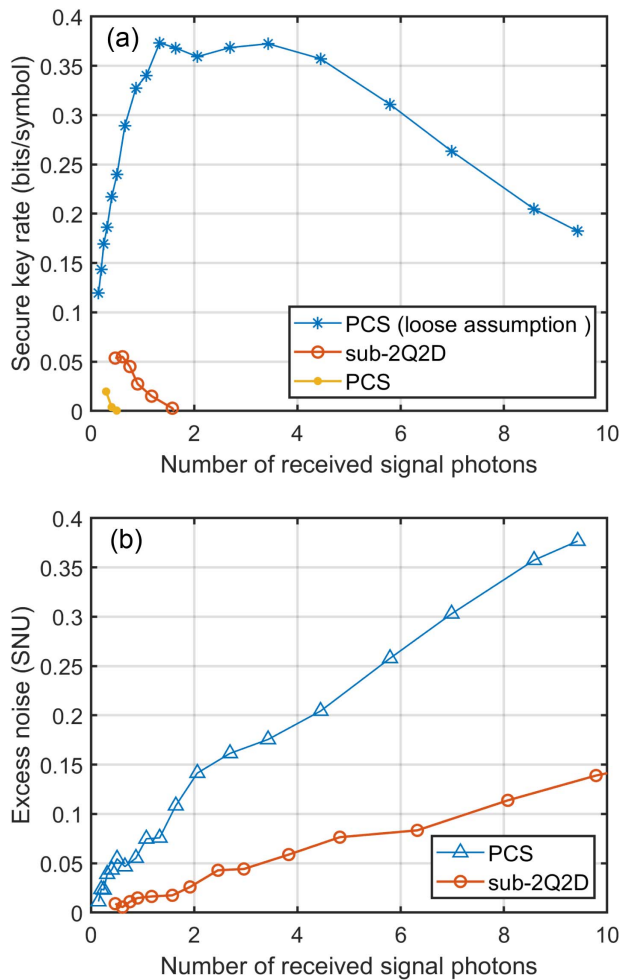 (a)
Secure key rate (bits/symbol)
0.4
0.35
0.3
0.25
0.2
0.15
0.1
0.05
0
PCS (loose assumption )
sub-2Q2D
PCS
0 2 4 6 8 10
Number of received signal photons
(b)
Excess noise (SNU)
0.4
0.35
0.3
0.25
0.2
0.15
0.1
0.05
0
PCS
sub-2Q2D
0 2 4 6 8 10
Number of received signal photons